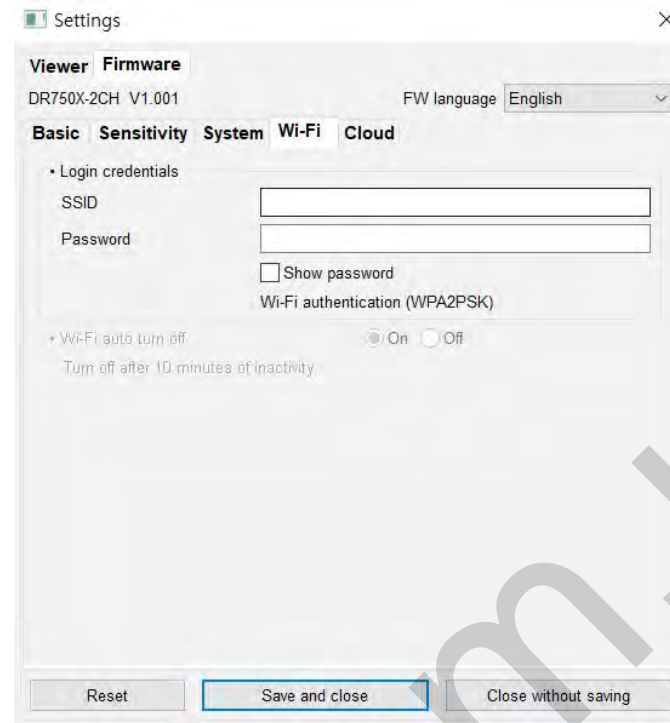 Settings
Viewer Firmware
DR750X-2CH V1.001 FW language English
Basic Sensitivity System Wi-Fi Cloud
• Login credentials
SSID
Password
Show password
Wi-Fi authentication (WPA2PSK)
• Wi-Fi auto turn off On Off
Turn off after 10 minutes of inactivity.
Reset Save and close Close without saving